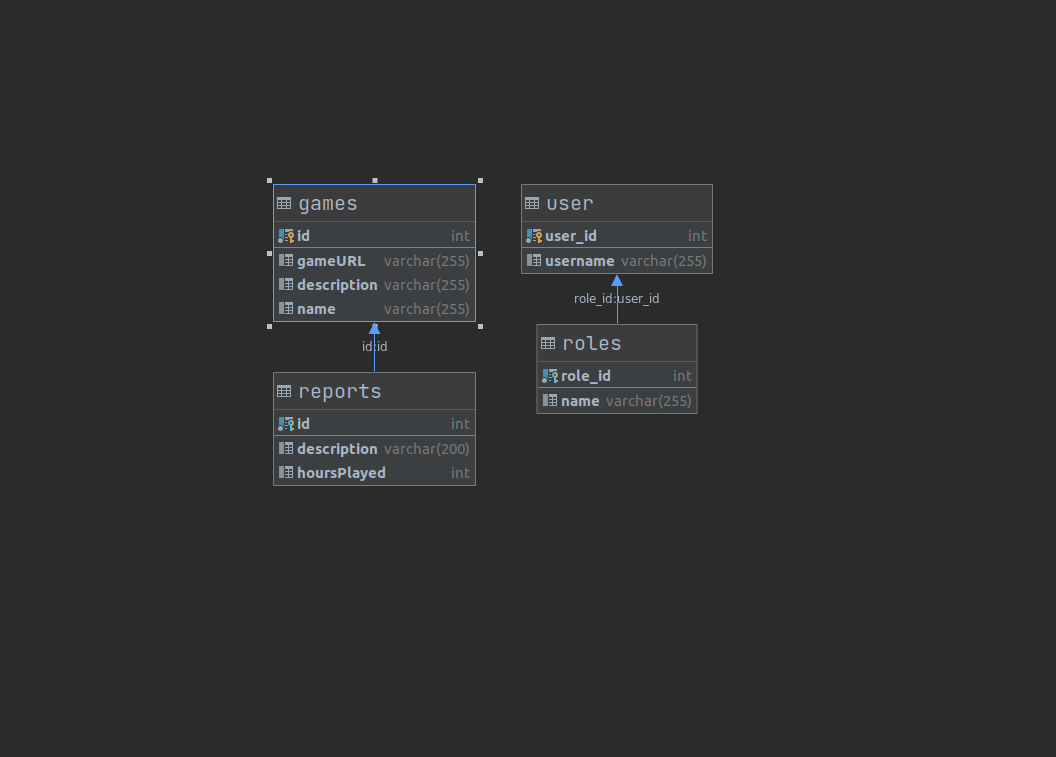 games
id int
gameURL varchar(255)
description varchar(255)
name varchar(255)
id:id
reports
id int
description varchar(200)
hoursPlayed int
user
user_id int
username varchar(255)
role_id:user_id
roles
role_id int
name varchar(255)